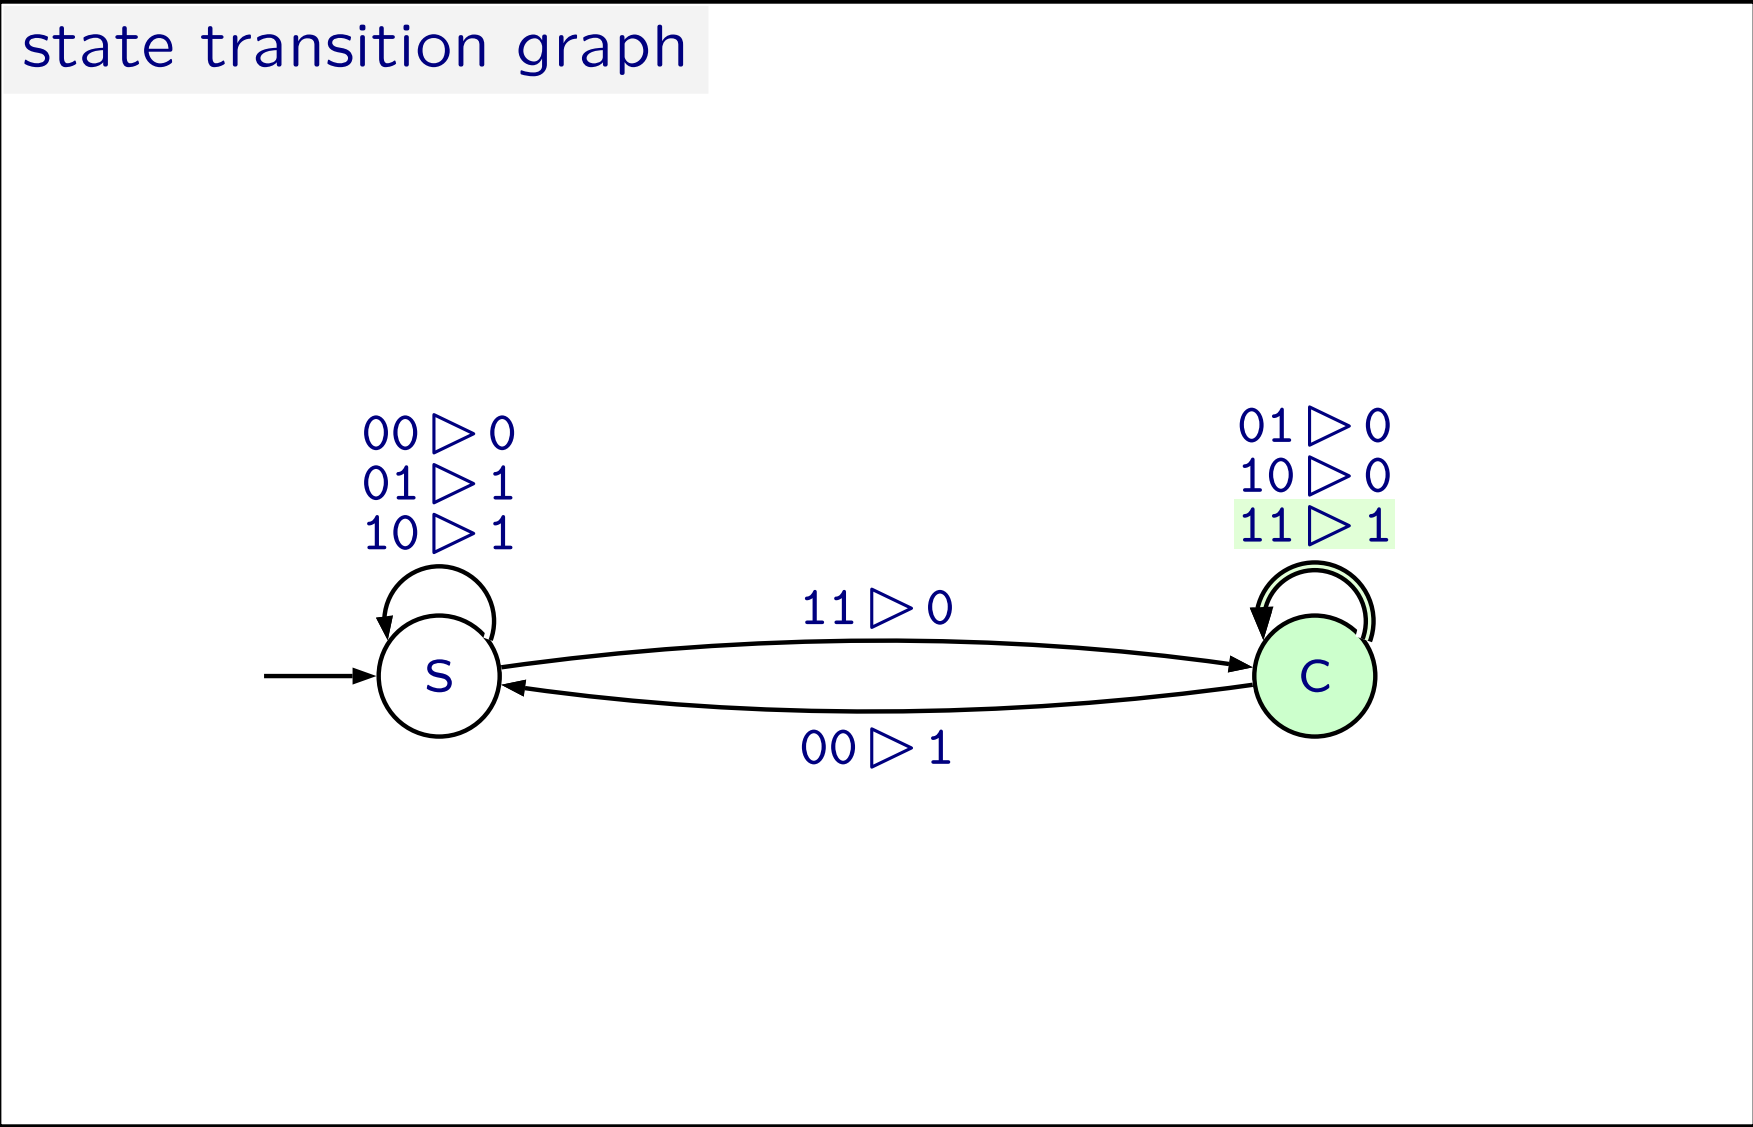 state transition graph
00 ▷ 0
01 ▷ 1
10 ▷ 1
01 ▷ 0
10 ▷ 0
11 ▷ 1
11 ▷ 0
S
C
00 ▷ 1